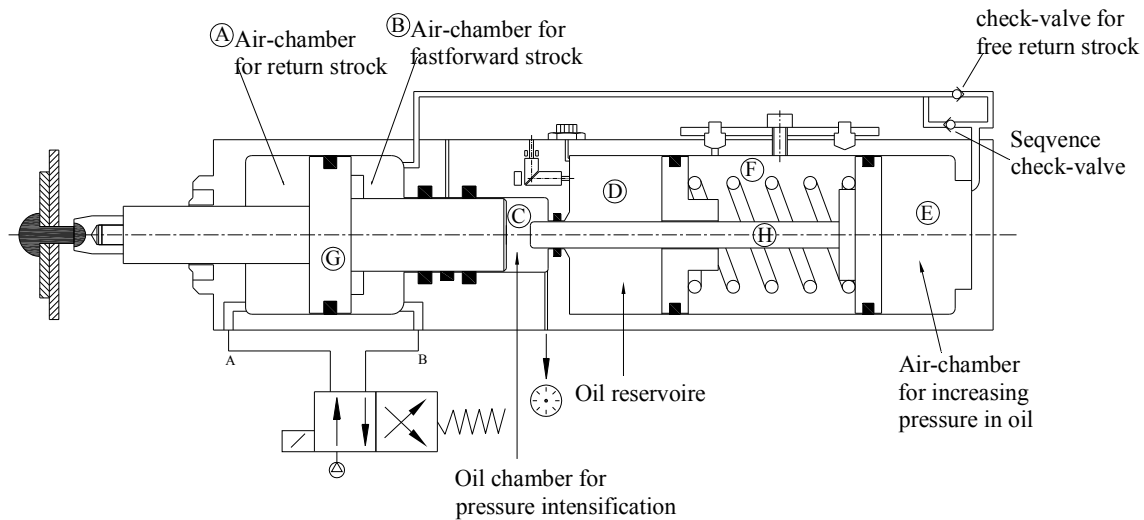 Ⓐ Air-chamber
for return strock
Ⓑ Air-chamber for
fastforward strock
check-valve for
free return strock
Seqvence
check-valve
F
D
C
E
H
G
A
B
Oil reservoire
Air-chamber
for increasing
pressure in oil
Oil chamber for
pressure intensification